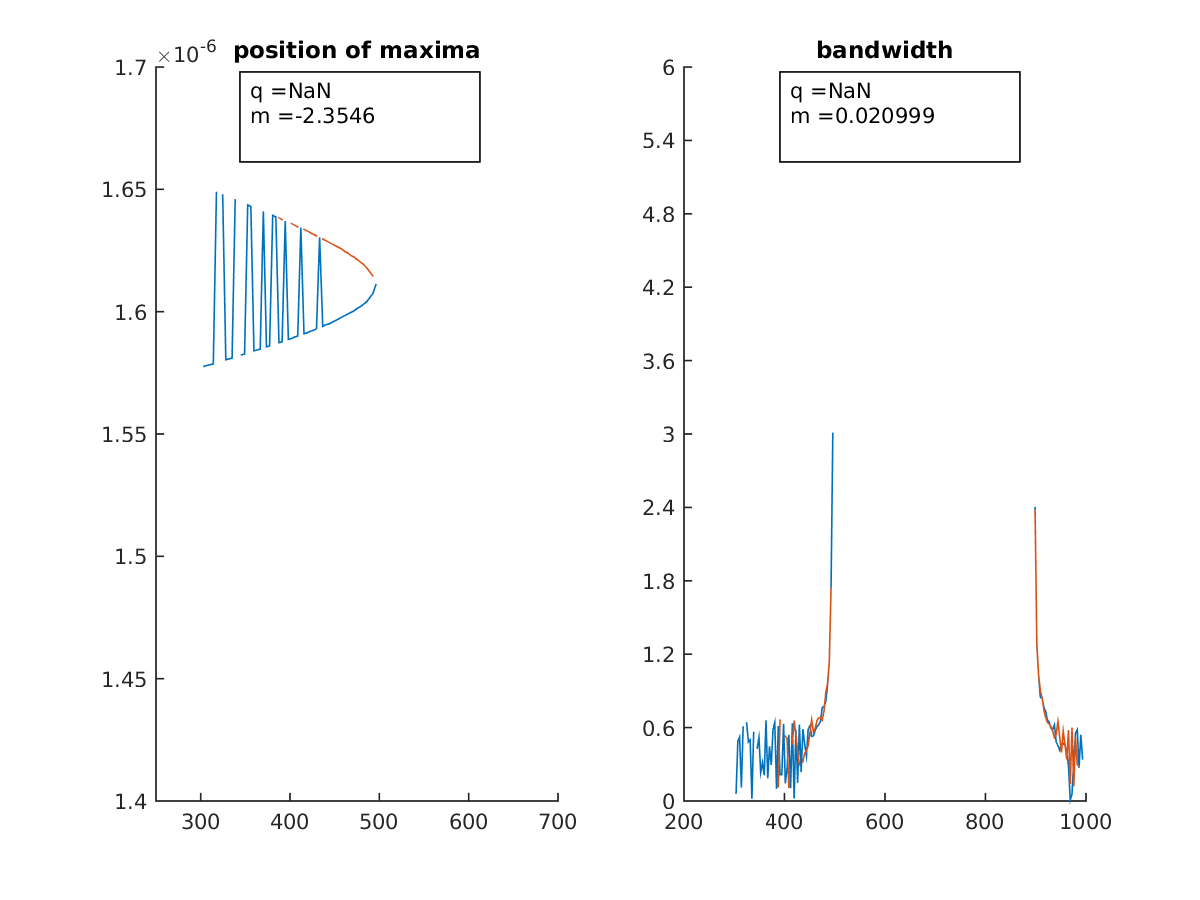 ×10-6
position of maxima
q =NaN
m =-2.3546
1.7
1.65
1.6
1.55
1.5
1.45
1.4
300 400 500 600 700
bandwidth
q =NaN
m =0.020999
6
5.4
4.8
4.2
3.6
3
2.4
1.8
1.2
0.6
0
200 400 600 800 1000